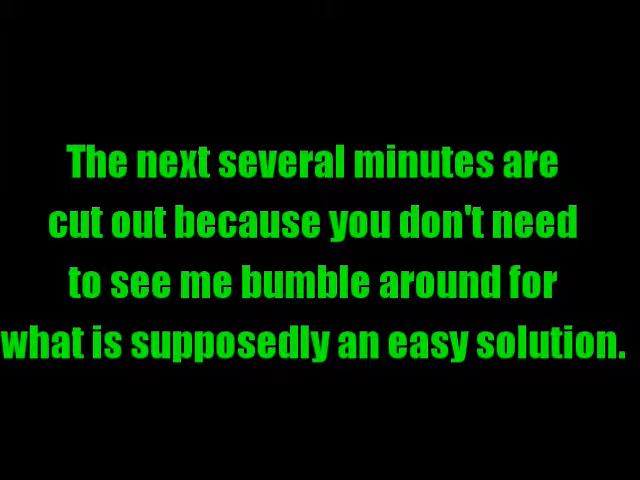 The next several minutes are
cut out because you don't need
to see me bumble around for
what is supposedly an easy solution.